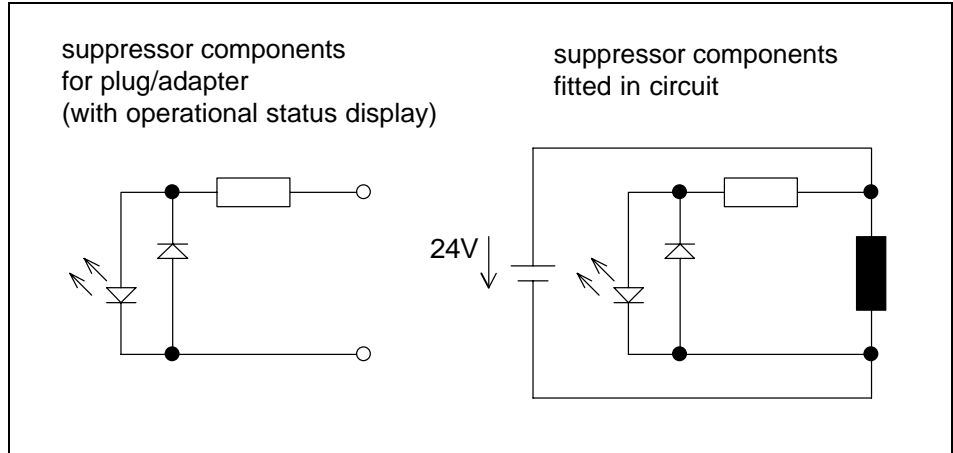 suppressor components
for plug/adapter
(with operational status display)
suppressor components
fitted in circuit
24V